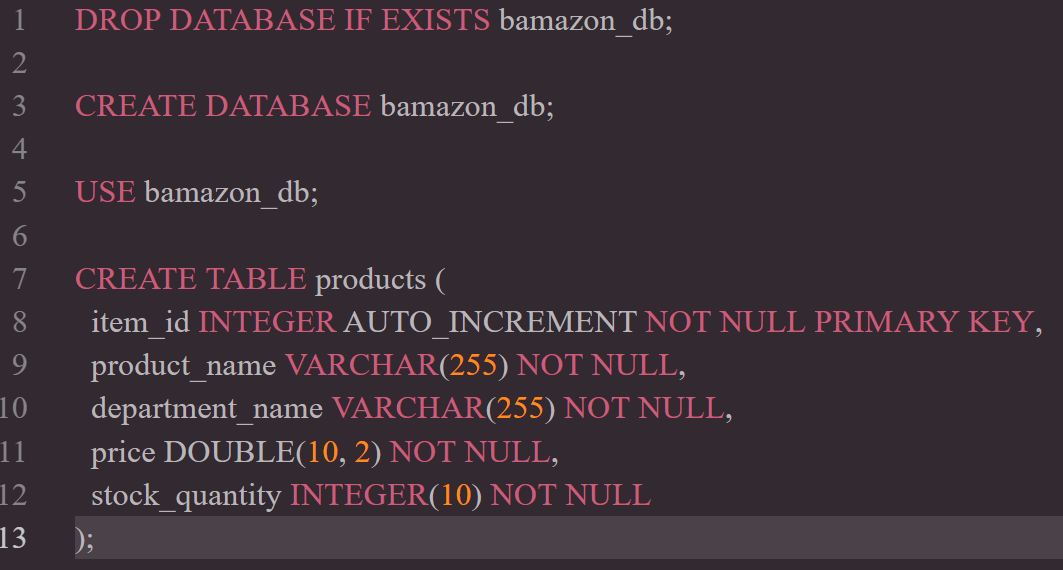 1 DROP DATABASE IF EXISTS bamazon_db;
2
3 CREATE DATABASE bamazon_db;
4
5 USE bamazon_db;
6
7 CREATE TABLE products (
8 item_id INTEGER AUTO_INCREMENT NOT NULL PRIMARY KEY,
9 product_name VARCHAR(255) NOT NULL,
10 department_name VARCHAR(255) NOT NULL,
11 price DOUBLE(10, 2) NOT NULL,
12 stock_quantity INTEGER(10) NOT NULL
13 );